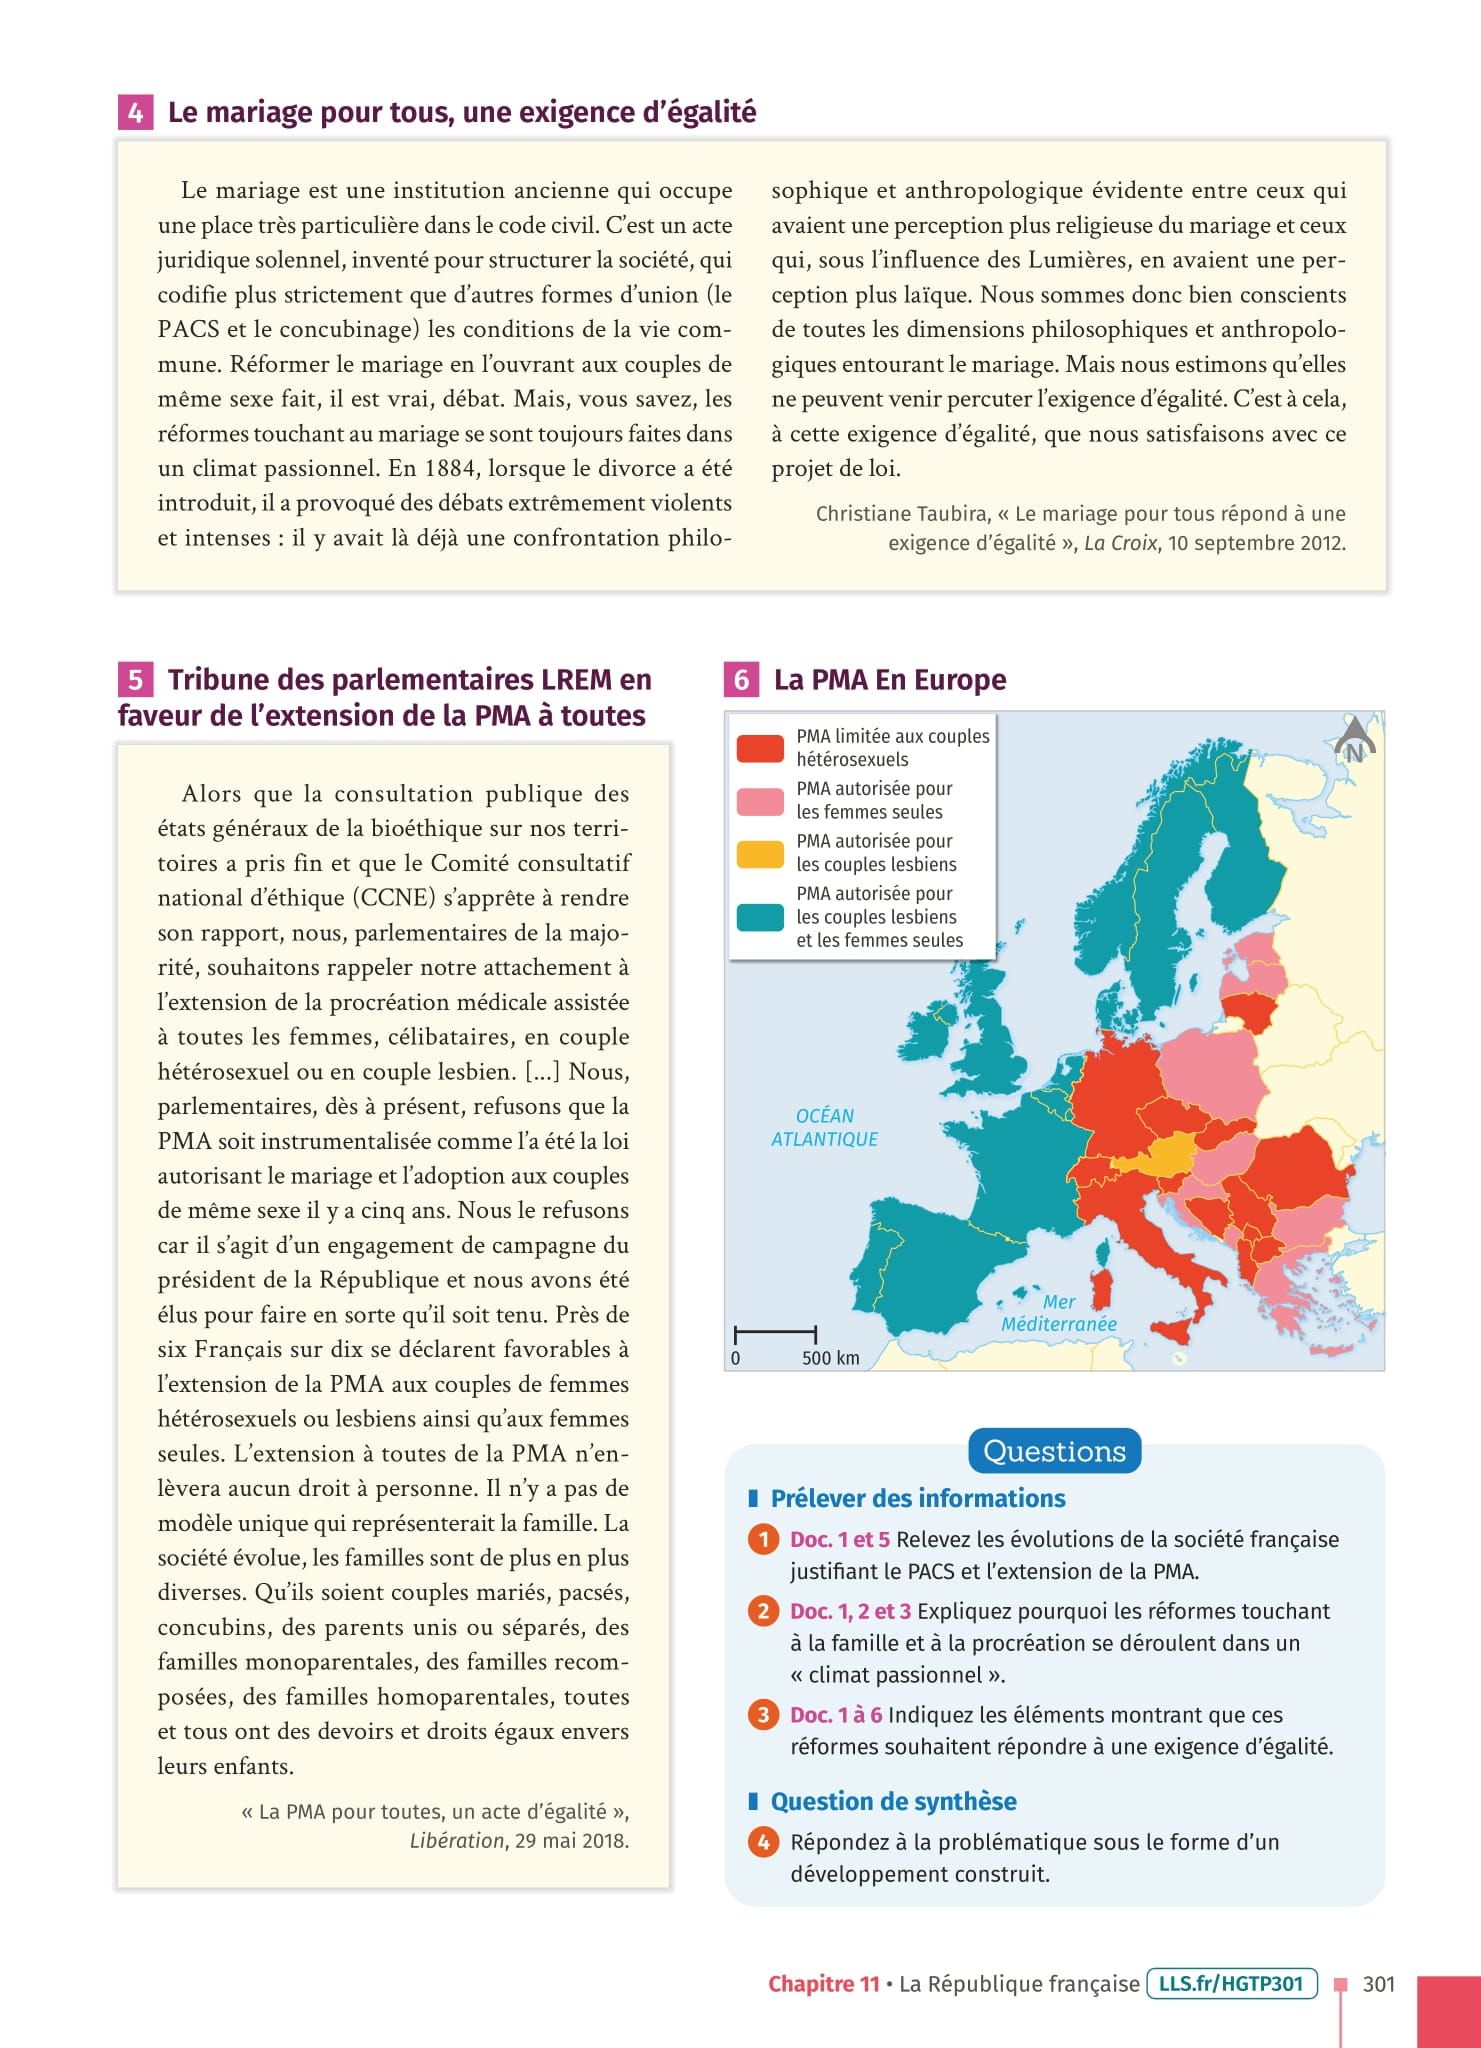 4 Le mariage pour tous, une exigence d’égalité
Le mariage est une institution ancienne qui occupe
une place très particulière dans le code civil. C’est un acte
juridique solennel, inventé pour structurer la société, qui
codifie plus strictement que d’autres formes d’union (le
PACS et le concubinage) les conditions de la vie com-
mune. Réformer le mariage en l’ouvrant aux couples de
même sexe fait, il est vrai, débat. Mais, vous savez, les
réformes touchant au mariage se sont toujours faites dans
un climat passionnel. En 1884, lorsque le divorce a été
introduit, il a provoqué des débats extrêmement violents
et intenses : il y avait là déjà une confrontation philo-
sophique et anthropologique évidente entre ceux qui
avaient une perception plus religieuse du mariage et ceux
qui, sous l’influence des Lumières, en avaient une per-
ception plus laïque. Nous sommes donc bien conscients
de toutes les dimensions philosophiques et anthropolo-
giques entourant le mariage. Mais nous estimons qu’elles
ne peuvent venir percuter l’exigence d’égalité. C’est à cela,
à cette exigence d’égalité, que nous satisfaisons avec ce
projet de loi.
Christiane Taubira, « Le mariage pour tous répond à une
exigence d’égalité », La Croix, 10 septembre 2012.
5 Tribune des parlementaires LREM en
faveur de l’extension de la PMA à toutes
Alors que la consultation publique des
états généraux de la bioéthique sur nos terri-
toires a pris fin et que le Comité consultatif
national d’éthique (CCNE) s’apprête à rendre
son rapport, nous, parlementaires de la majo-
rité, souhaitons rappeler notre attachement à
l’extension de la procréation médicale assistée
à toutes les femmes, célibataires, en couple
hétérosexuel ou en couple lesbien. [...] Nous,
parlementaires, dès à présent, refusons que la
PMA soit instrumentalisée comme l’a été la loi
autorisant le mariage et l’adoption aux couples
de même sexe il y a cinq ans. Nous le refusons
car il s’agit d’un engagement de campagne du
président de la République et nous avons été
élus pour faire en sorte qu’il soit tenu. Près de
six Français sur dix se déclarent favorables à
l’extension de la PMA aux couples de femmes
hétérosexuels ou lesbiens ainsi qu’aux femmes
seules. L’extension à toutes de la PMA n’en-
lèvera aucun droit à personne. Il n’y a pas de
modèle unique qui représenterait la famille. La
société évolue, les familles sont de plus en plus
diverses. Qu’ils soient couples mariés, pacsés,
concubins, des parents unis ou séparés, des
familles monoparentales, des familles recom-
posées, des familles homoparentales, toutes
et tous ont des devoirs et droits égaux envers
leurs enfants.
« La PMA pour toutes, un acte d’égalité »,
Libération, 29 mai 2018.
6 La PMA En Europe
PMA limitée aux couples
hétérosexuels
PMA autorisée pour
les femmes seules
PMA autorisée pour
les couples lesbiens
PMA autorisée pour
les couples lesbiens
et les femmes seules
N
OCÉAN
ATLANTIQUE
Mer
Méditerranée
0 500 km
Questions
Prélever des informations
1 Doc. 1 et 5 Relevez les évolutions de la société française
justifiant le PACS et l’extension de la PMA.
2 Doc. 1, 2 et 3 Expliquez pourquoi les réformes touchant
à la famille et à la procréation se déroulent dans un
« climat passionnel ».
3 Doc. 1 à 6 Indiquez les éléments montrant que ces
réformes souhaitent répondre à une exigence d’égalité.
Question de synthèse
4 Répondez à la problématique sous le forme d’un
développement construit.
Chapitre 11 • La République française LLS.fr/HGTP301 301